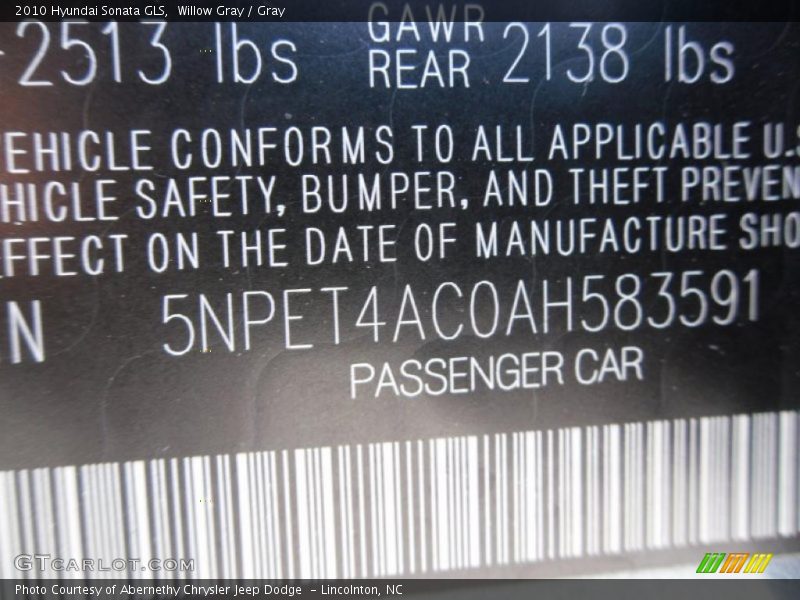 2010 Hyundai Sonata GLS, Willow Gray / Gray
2513 lbs GAWR REAR 2138 lbs
EHICLE CONFORMS TO ALL APPLICABLE U.S
HICLE SAFETY, BUMPER, AND THEFT PREVEN
EFFECT ON THE DATE OF MANUFACTURE SHO
N 5NPET4AC0AH583591
PASSENGER CAR
GTcarlot.com
Photo Courtesy of Abernethy Chrysler Jeep Dodge - Lincolnton, NC